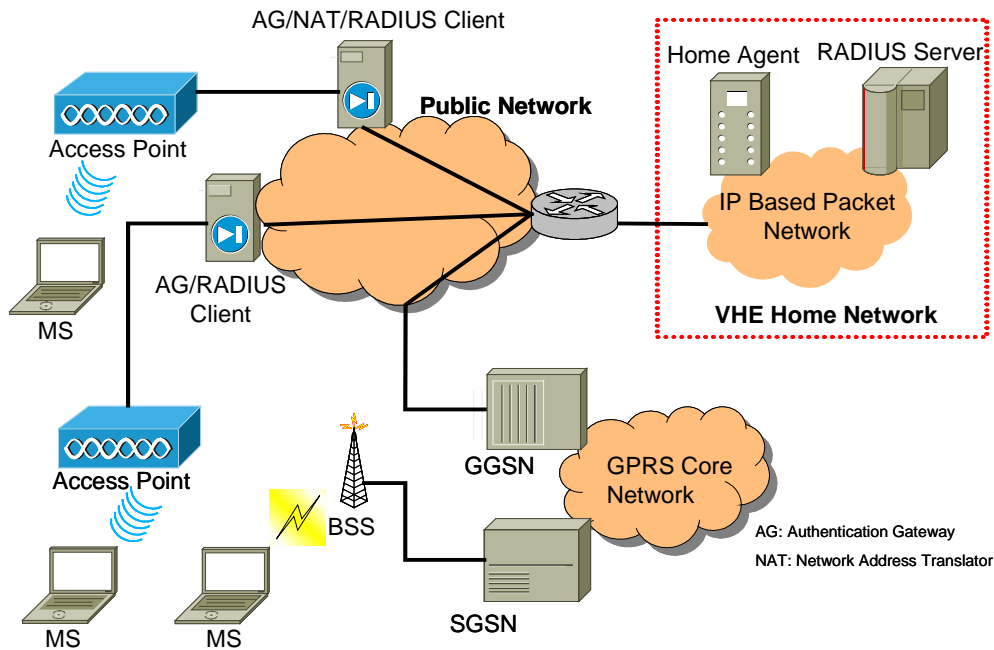 AG/NAT/RADIUS Client
Home Agent
RADIUS Server
Public Network
Access Point
IP Based Packet
Network
AG/RADIUS
Client
MS
VHE Home Network
Access Point
GGSN
GPRS Core
Network
BSS
AG: Authentication Gateway
NAT: Network Address Translator
SGSN
MS
MS